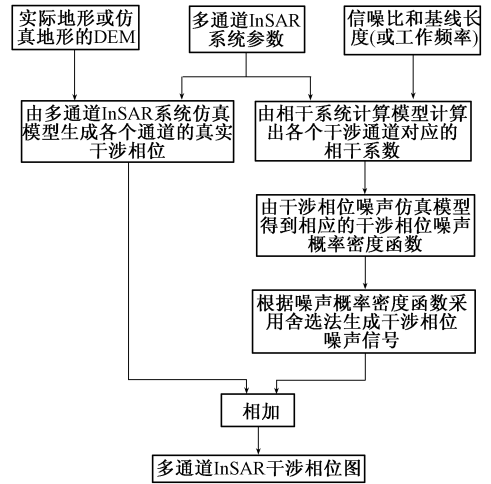 实际地形或仿
真地形的DEM
多通道InSAR
系统参数
信噪比和基线长
度(或工作频率)
由多通道InSAR系统仿真
模型生成各个通道的真实
干涉相位
由相干系统计算模型计算
出各个干涉通道对应的
相干系数
由干涉相位噪声仿真模型
得到相应的干涉相位噪声
概率密度函数
根据噪声概率密度函数采
用舍选法生成干涉相位
噪声信号
相加
多通道InSAR干涉相位图